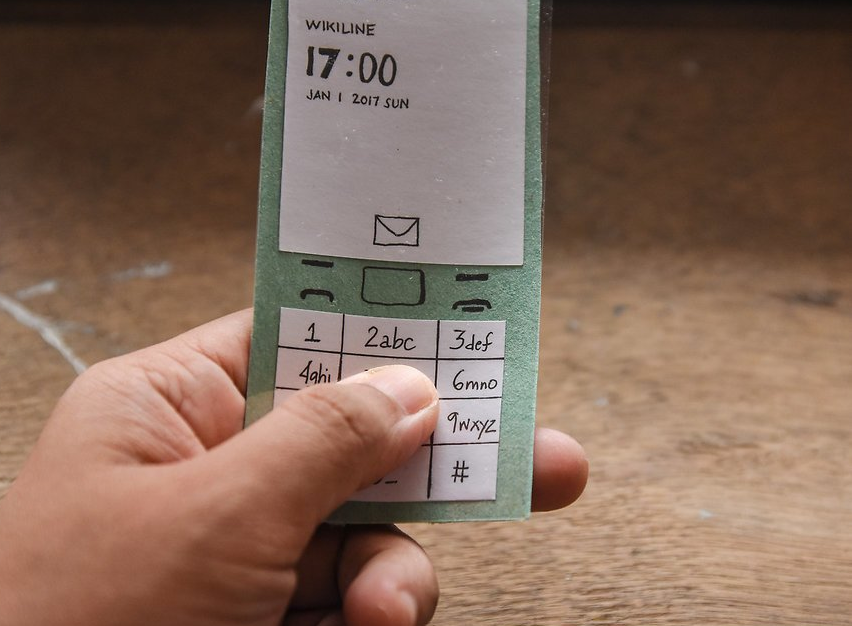 WIKILINE
17:00
JAN 1 2017 SUN
1 2abc 3def
4ghi 6mno
9wxyz
#